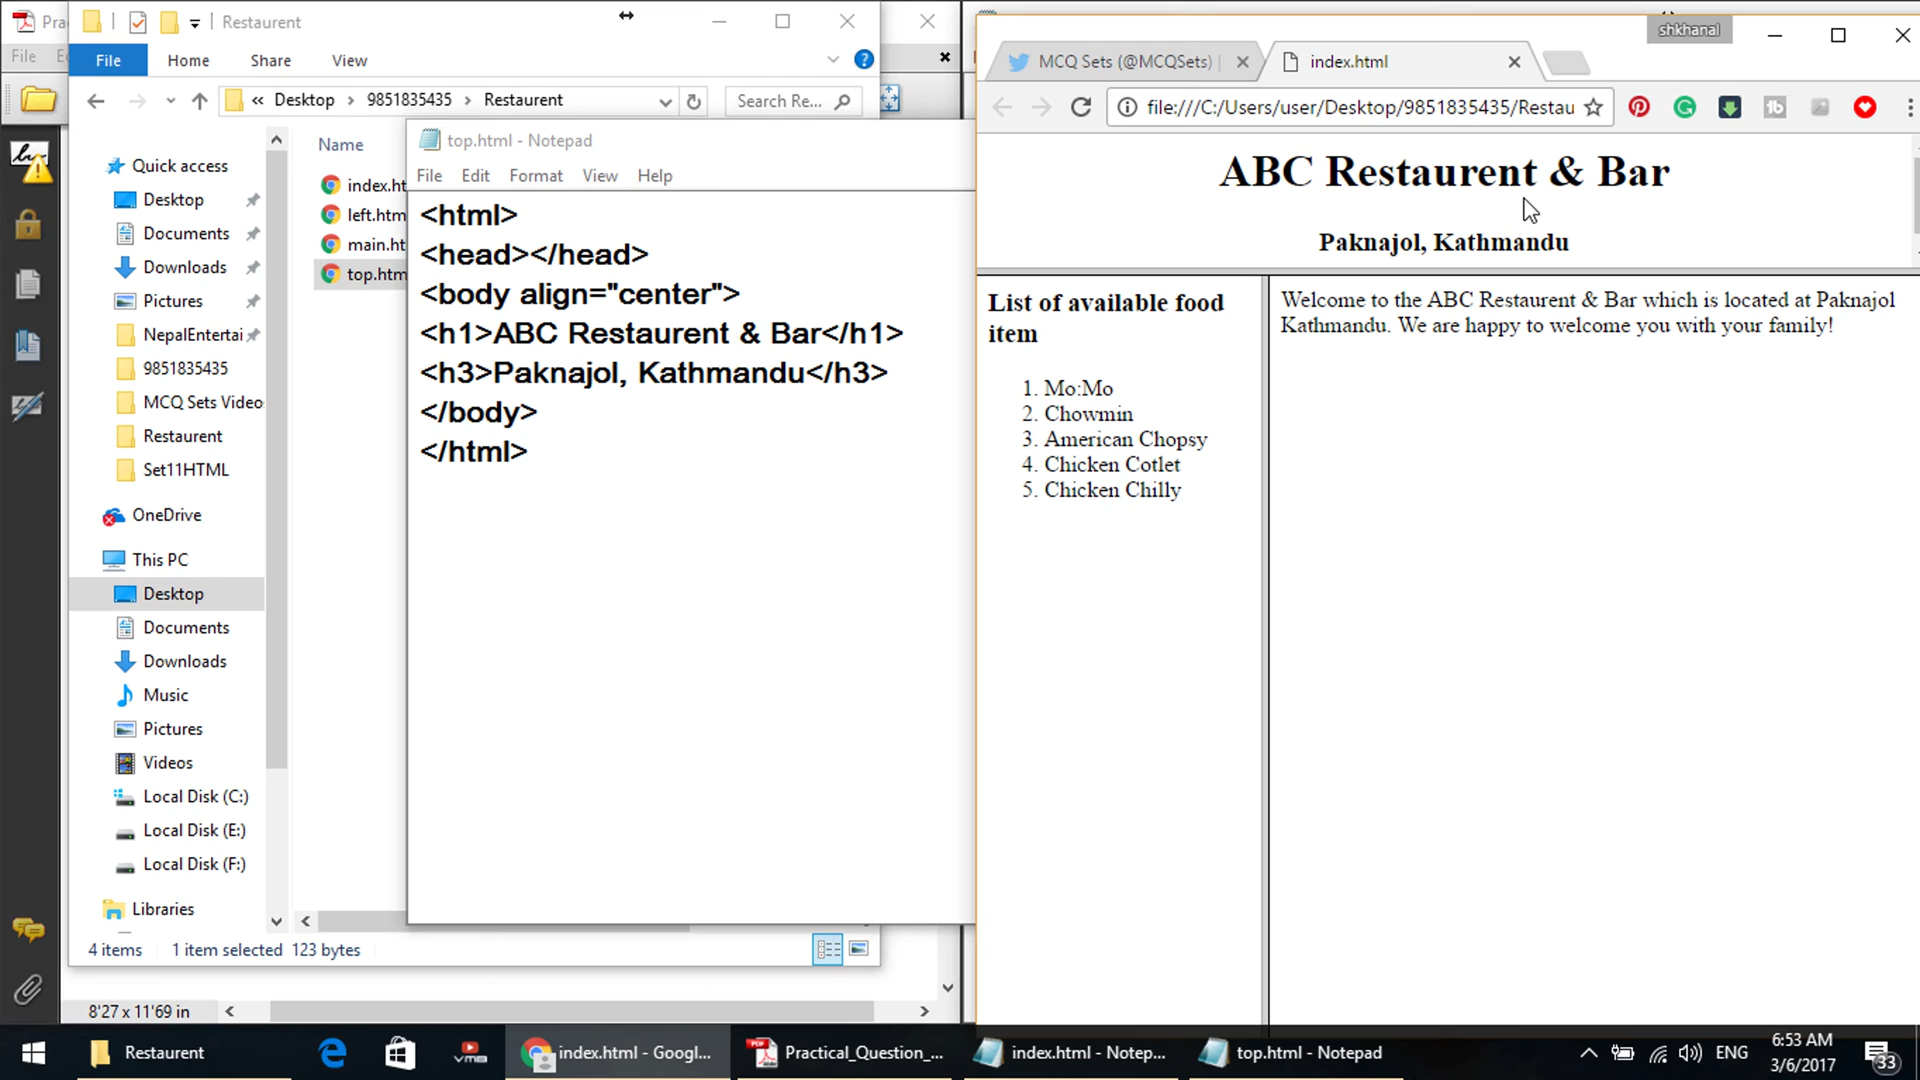 Prac
File
E
Restaurent
File
Home
Share
View
« Desktop › 9851835435 › Restaurent
Search Re...
Quick access
Desktop
Documents
Downloads
Pictures
NepalEntertai
9851835435
MCQ Sets Video
Restaurent
Set11HTML
OneDrive
This PC
Desktop
Documents
Downloads
Music
Pictures
Videos
Local Disk (C:)
Local Disk (E:)
Local Disk (F:)
Libraries
Name
index.ht
left.htm
main.ht
top.htm
4 items
1 item selected 123 bytes
8'27 x 11'69 in
top.html - Notepad
File Edit Format View Help
<html>
<head></head>
<body align="center">
<h1>ABC Restaurent & Bar</h1>
<h3>Paknajol, Kathmandu</h3>
</body>
</html>
shkhanal
MCQ Sets (@MCQSets) |
index.html
file:///C:/Users/user/Desktop/9851835435/Restau
ABC Restaurent & Bar
Paknajol, Kathmandu
List of available food
item
1. Mo:Mo
2. Chowmin
3. American Chopsy
4. Chicken Cotlet
5. Chicken Chilly
Welcome to the ABC Restaurent & Bar which is located at Paknajol
Kathmandu. We are happy to welcome you with your family!
Restaurent
index.html - Googl...
Practical_Question_...
index.html - Notep...
top.html - Notepad
ENG
6:53 AM
3/6/2017
33